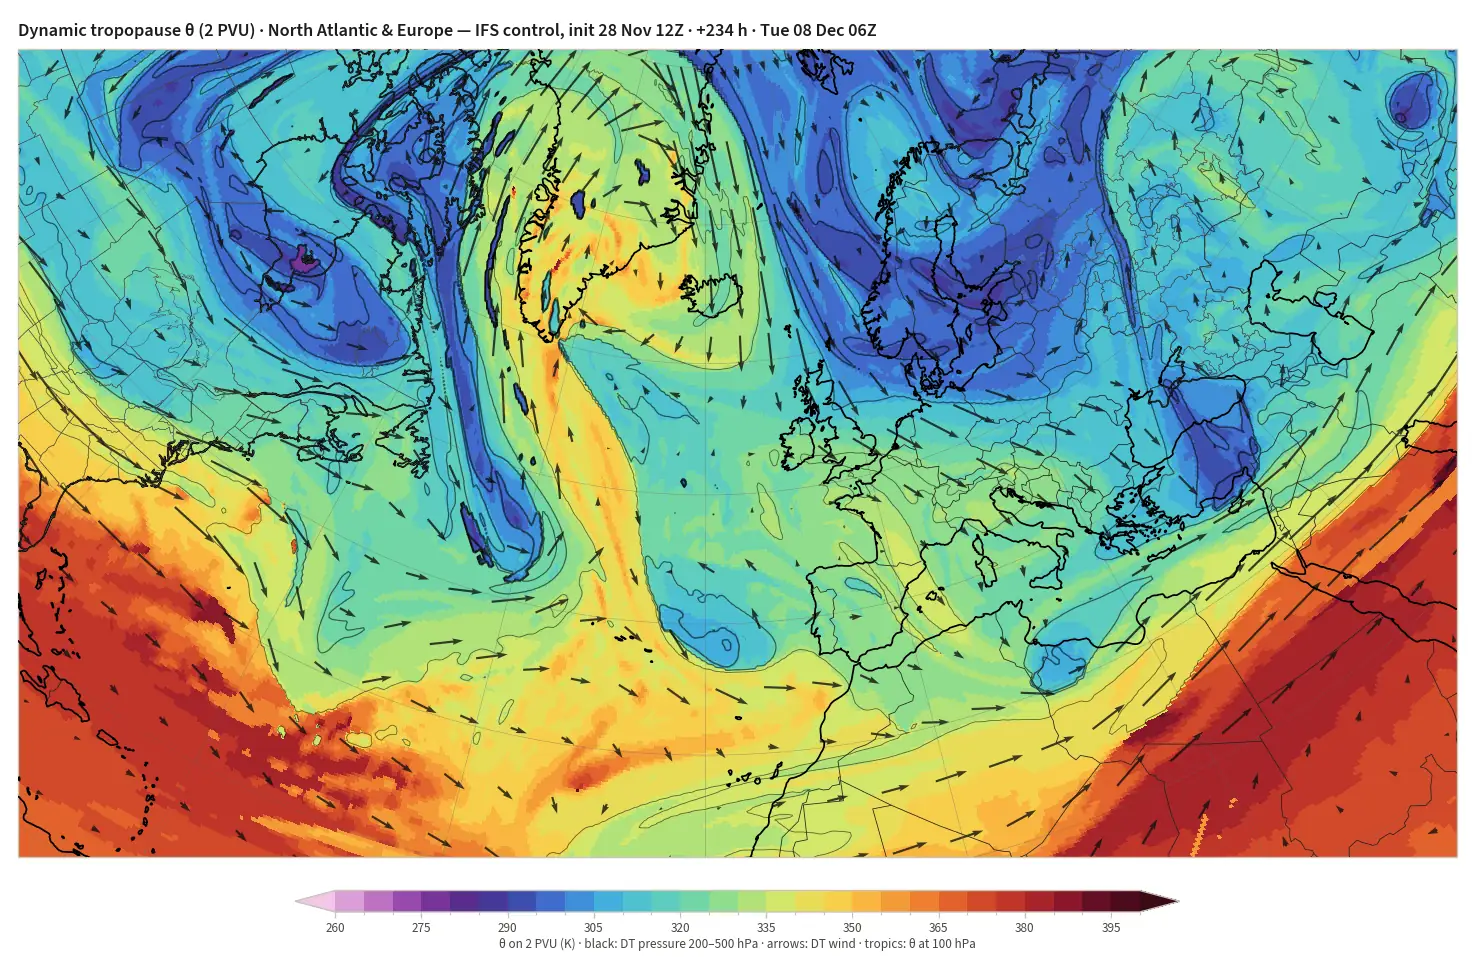 Dynamic tropopause θ (2 PVU) · North Atlantic & Europe — IFS control, init 28 Nov 12Z · +234 h · Tue 08 Dec 06Z
260 275 290 305 320 335 350 365 380 395
θ on 2 PVU (K) · black: DT pressure 200–500 hPa · arrows: DT wind · tropics: θ at 100 hPa